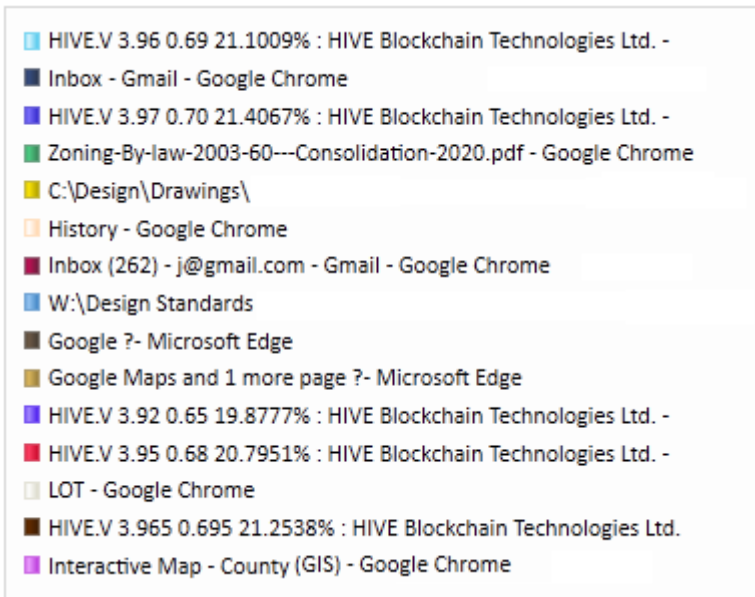 HIVE.V 3.96 0.69 21.1009% : HIVE Blockchain Technologies Ltd. -
Inbox - Gmail - Google Chrome
HIVE.V 3.97 0.70 21.4067% : HIVE Blockchain Technologies Ltd. -
Zoning-By-law-2003-60---Consolidation-2020.pdf - Google Chrome
C:\Design\Drawings\
History - Google Chrome
Inbox (262) - j@gmail.com - Gmail - Google Chrome
W:\Design Standards
Google ?- Microsoft Edge
Google Maps and 1 more page ?- Microsoft Edge
HIVE.V 3.92 0.65 19.8777% : HIVE Blockchain Technologies Ltd. -
HIVE.V 3.95 0.68 20.7951% : HIVE Blockchain Technologies Ltd. -
LOT - Google Chrome
HIVE.V 3.965 0.695 21.2538% : HIVE Blockchain Technologies Ltd.
Interactive Map - County (GIS) - Google Chrome